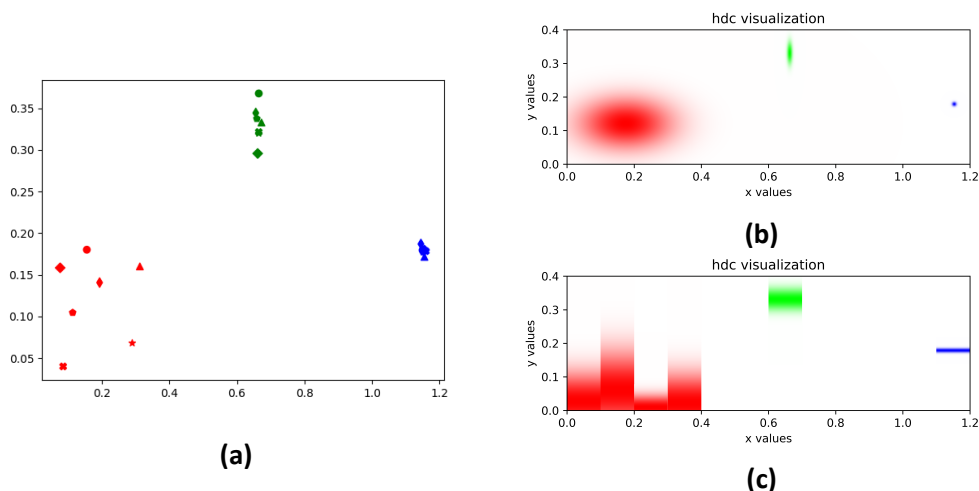 0.35
0.30
0.25
0.20
0.15
0.10
0.05
0.2 0.4 0.6 0.8 1.0 1.2
(a)
hdc visualization
y values
0.4
0.3
0.2
0.1
0.0
0.0 0.2 0.4 0.6 0.8 1.0 1.2
x values
(b)
hdc visualization
y values
0.4
0.3
0.2
0.1
0.0
0.0 0.2 0.4 0.6 0.8 1.0 1.2
x values
(c)